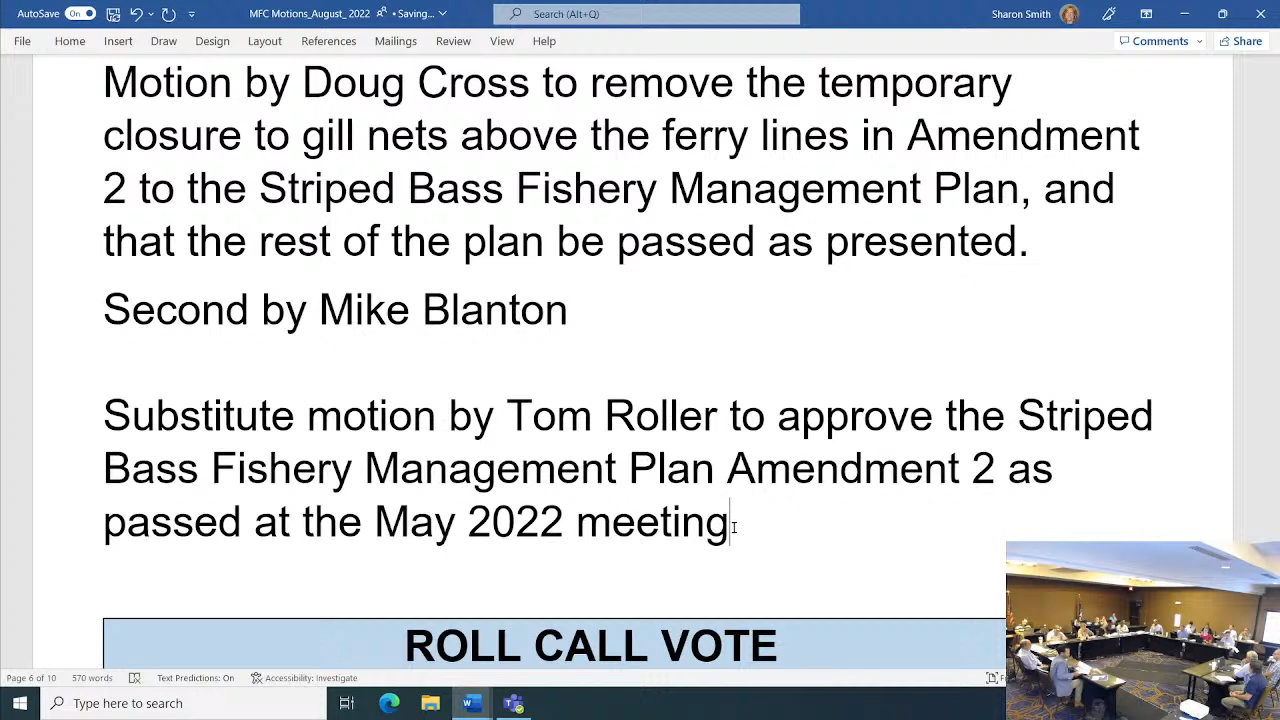 AutoSave On MFC Motions_August_ 2022 Saving... Search (Alt+Q) Sharon Smith
File Home Insert Draw Design Layout References Mailings Review View Help Comments Share
Motion by Doug Cross to remove the temporary
closure to gill nets above the ferry lines in Amendment
2 to the Striped Bass Fishery Management Plan, and
that the rest of the plan be passed as presented.
Second by Mike Blanton
Substitute motion by Tom Roller to approve the Striped
Bass Fishery Management Plan Amendment 2 as
passed at the May 2022 meeting
ROLL CALL VOTE
Page 6 of 10 570 words Text Predictions: On Accessibility: Investigate
Type here to search